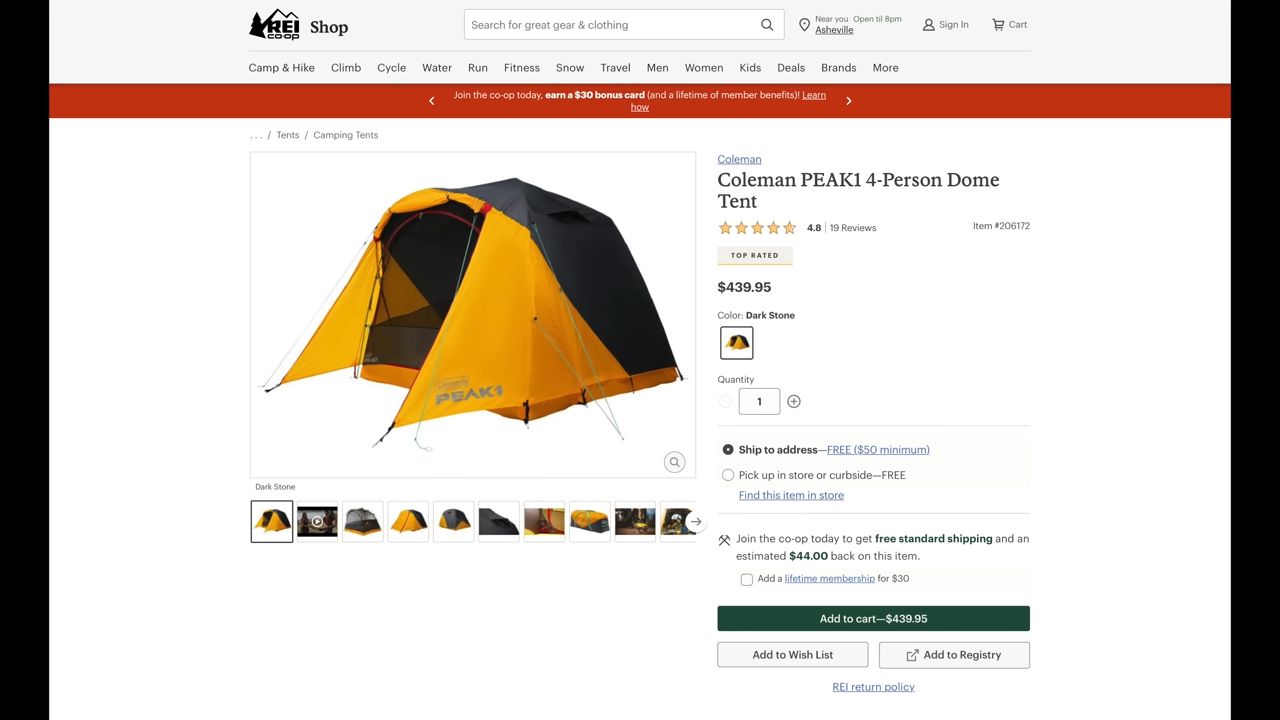 REI
CO·OP
Shop
Search for great gear & clothing
Near you Open til 8pm
Asheville
Sign In
Cart
Camp & Hike Climb Cycle Water Run Fitness Snow Travel Men Women Kids Deals Brands More
Join the co-op today, earn a $30 bonus card (and a lifetime of member benefits)! Learn
how
... / Tents / Camping Tents
Coleman
Coleman PEAK1 4-Person Dome
Tent
4.8 | 19 Reviews
Item #206172
TOP RATED
$439.95
Color: Dark Stone
Quantity
1
Ship to address—FREE ($50 minimum)
Pick up in store or curbside—FREE
Find this item in store
Coleman
PEAK1
Dark Stone
Join the co-op today to get free standard shipping and an
estimated $44.00 back on this item.
Add a lifetime membership for $30
Add to cart—$439.95
Add to Wish List
Add to Registry
REI return policy